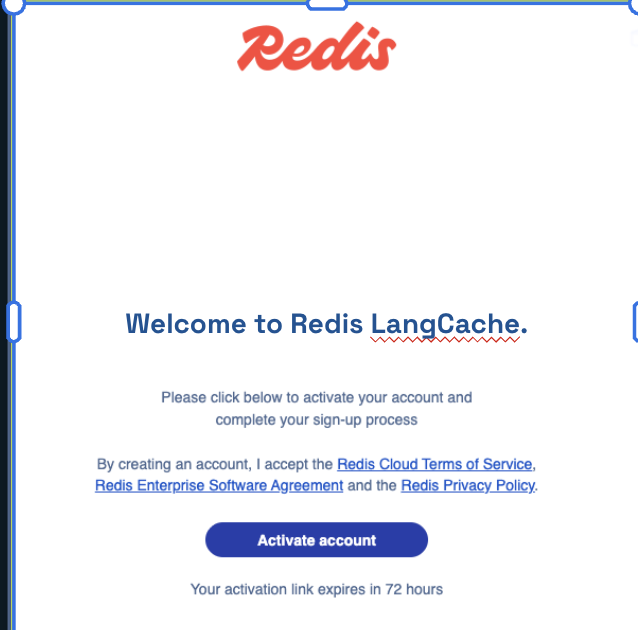 Redis
Welcome to Redis LangCache.
Please click below to activate your account and
complete your sign-up process
By creating an account, I accept the Redis Cloud Terms of Service,
Redis Enterprise Software Agreement and the Redis Privacy Policy.
Activate account
Your activation link expires in 72 hours